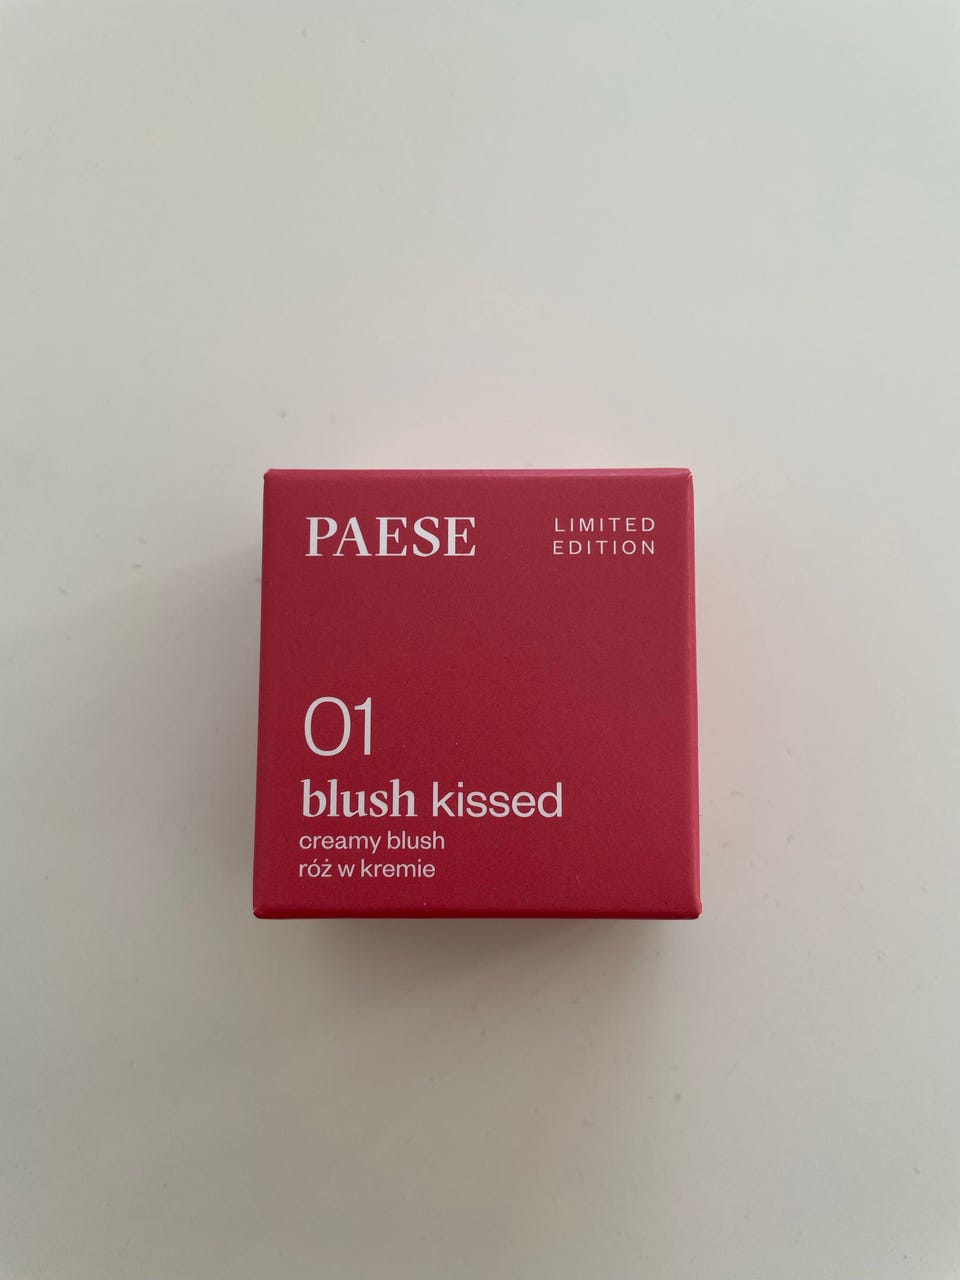 PAESE
LIMITED
EDITION
01
blush kissed
creamy blush
róż w kremie